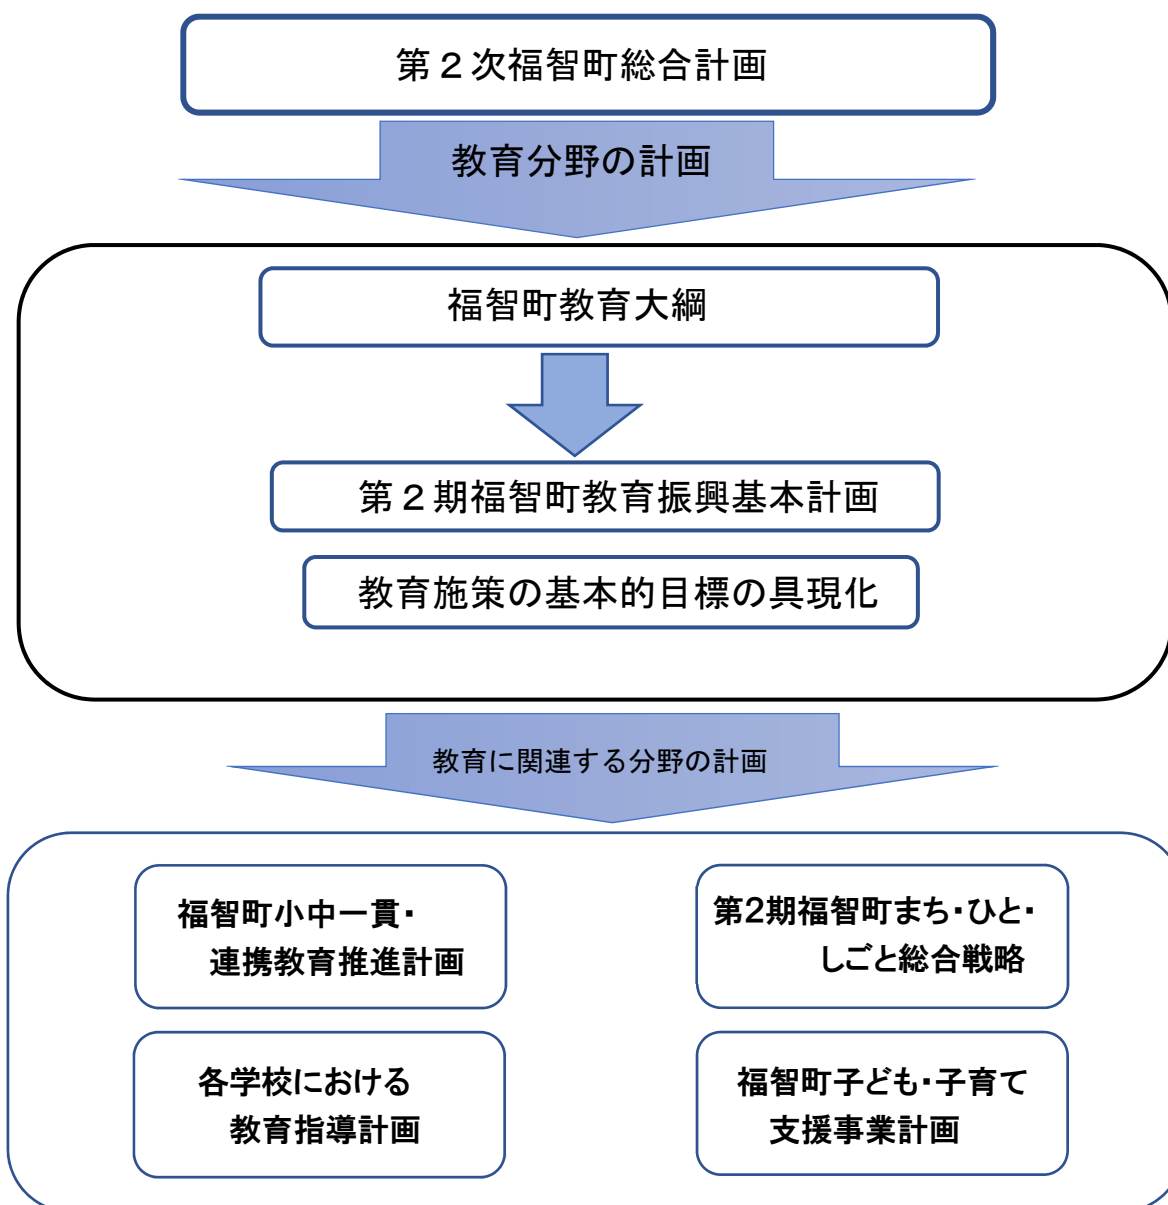 第２次福智町総合計画
教育分野の計画
福智町教育大綱
第２期福智町教育振興基本計画
教育施策の基本的目標の具現化
教育に関連する分野の計画
福智町小中一貫・
連携教育推進計画
第2期福智町まち・ひと・
しごと総合戦略
各学校における
教育指導計画
福智町子ども・子育て
支援事業計画